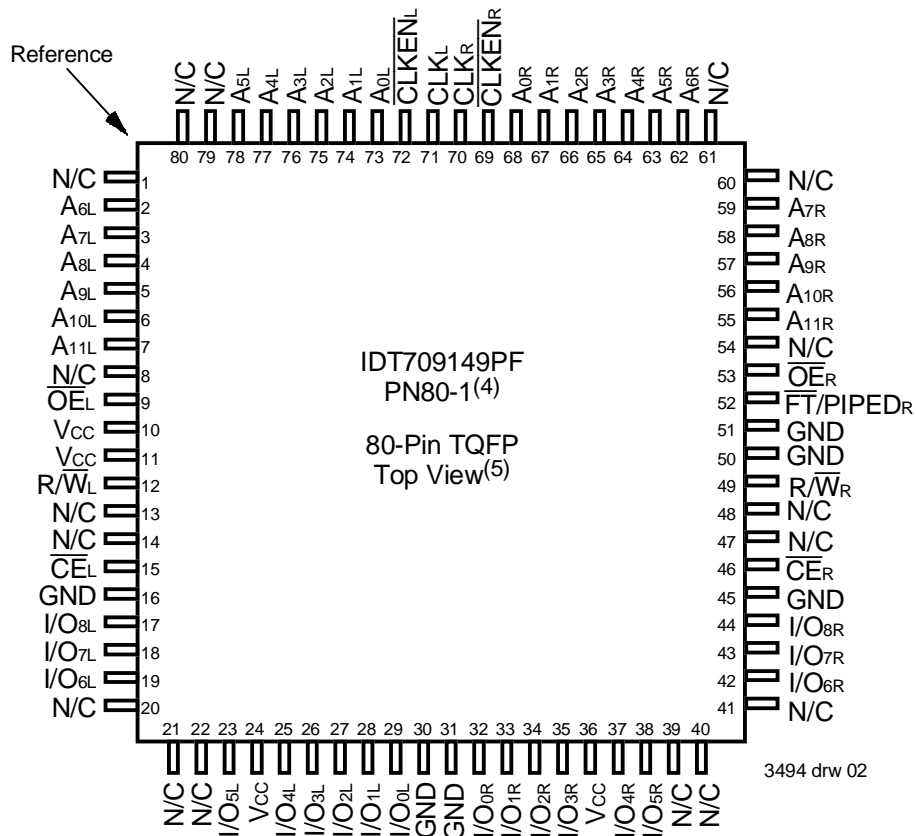 Reference
N/C
N/C
A5L
A4L
A3L
A2L
A1L
A0L
CLKENL
CLKL
CLKR
CLKENR
A0R
A1R
A2R
A3R
A4R
A5R
A6R
N/C
80 79 78 77 76 75 74 73 72 71 70 69 68 67 66 65 64 63 62 61
N/C 1
A6L 2
A7L 3
A8L 4
A9L 5
A10L 6
A11L 7
N/C 8
OEL 9
VCC 10
VCC 11
R/WL 12
N/C 13
N/C 14
CEL 15
GND 16
I/O8L 17
I/O7L 18
I/O6L 19
N/C 20
IDT709149PF
PN80-1(4)
80-Pin TQFP
Top View(5)
60 N/C
59 A7R
58 A8R
57 A9R
56 A10R
55 A11R
54 N/C
53 OER
52 FT/PIPEDR
51 GND
50 GND
49 R/WR
48 N/C
47 N/C
46 CER
45 GND
44 I/O8R
43 I/O7R
42 I/O6R
41 N/C
21 22 23 24 25 26 27 28 29 30 31 32 33 34 35 36 37 38 39 40
N/C
N/C
I/O5L
VCC
I/O4L
I/O3L
I/O2L
I/O1L
I/O0L
GND
GND
I/O0R
I/O1R
I/O2R
I/O3R
VCC
I/O4R
I/O5R
N/C
N/C
3494 drw 02